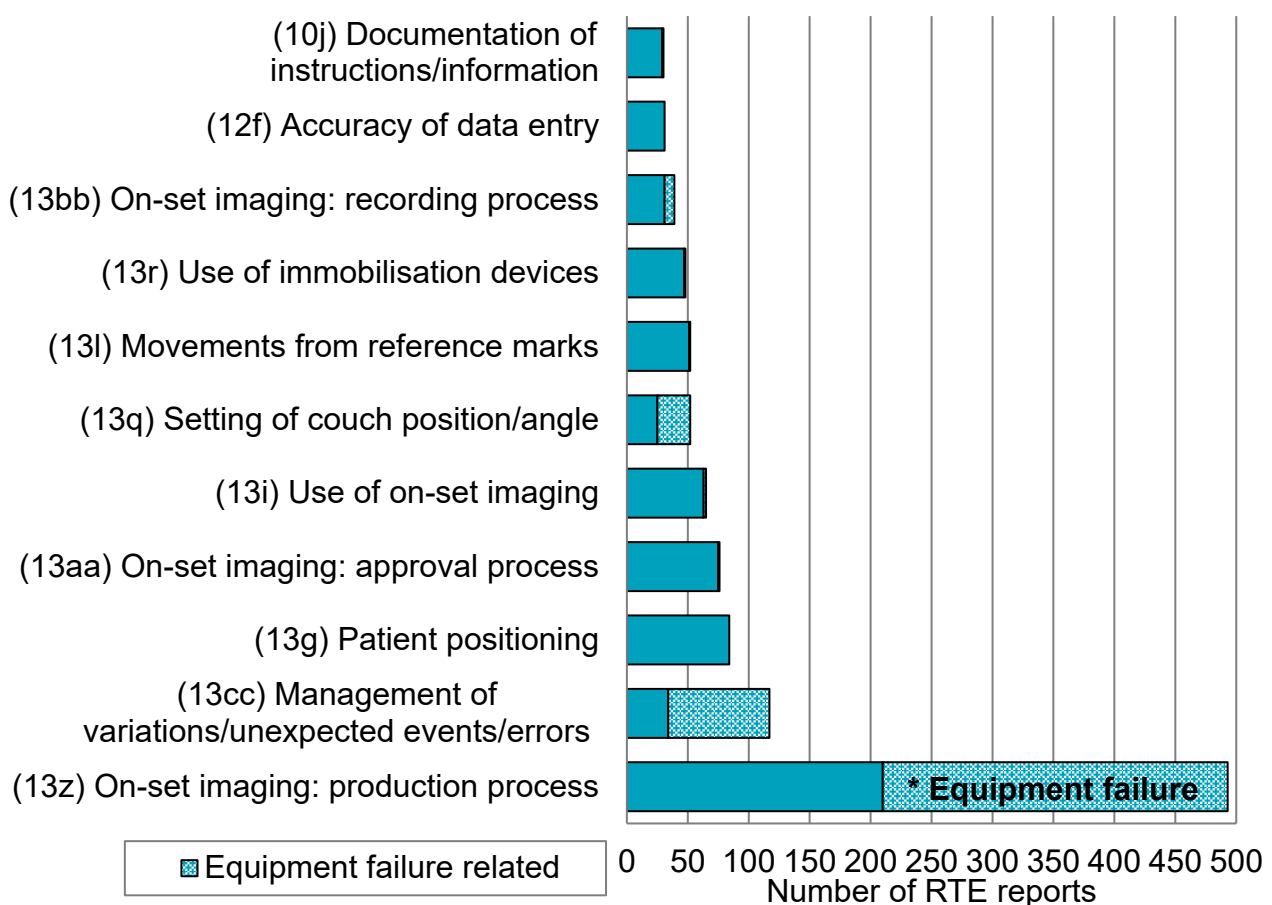 (10j) Documentation of
instructions/information
(12f) Accuracy of data entry
(13bb) On-set imaging: recording process
(13r) Use of immobilisation devices
(13l) Movements from reference marks
(13q) Setting of couch position/angle
(13i) Use of on-set imaging
(13aa) On-set imaging: approval process
(13g) Patient positioning
(13cc) Management of
variations/unexpected events/errors
(13z) On-set imaging: production process
* Equipment failure
Equipment failure related
0 50 100 150 200 250 300 350 400 450 500
Number of RTE reports